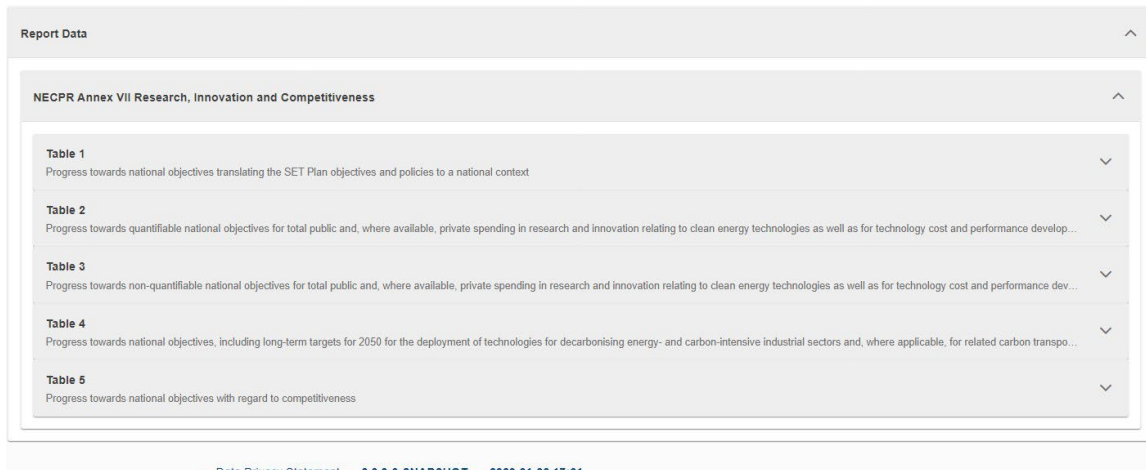 Report Data
NECPR Annex VII Research, Innovation and Competitiveness
Table 1
Progress towards national objectives translating the SET Plan objectives and policies to a national context
Table 2
Progress towards quantifiable national objectives for total public and, where available, private spending in research and innovation relating to clean energy technologies as well as for technology cost and performance develop...
Table 3
Progress towards non-quantifiable national objectives for total public and, where available, private spending in research and innovation relating to clean energy technologies as well as for technology cost and performance dev...
Table 4
Progress towards national objectives, including long-term targets for 2050 for the deployment of technologies for decarbonising energy- and carbon-intensive industrial sectors and, where applicable, for related carbon transpo...
Table 5
Progress towards national objectives with regard to competitiveness
Data Privacy Statement